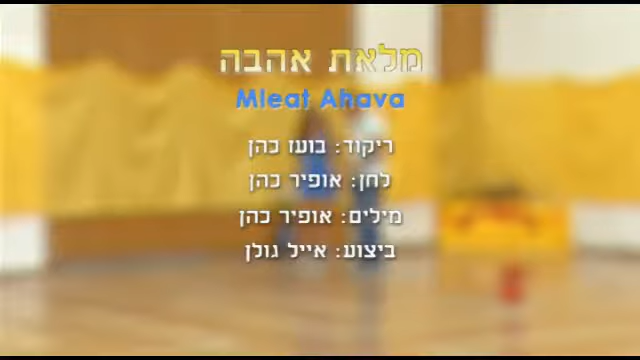 מלאת אהבה
Mleat Ahava
ריקוד: בועז כהן
לחן: אופיר כהן
מילים: אופיר כהן
ביצוע: אייל גולן